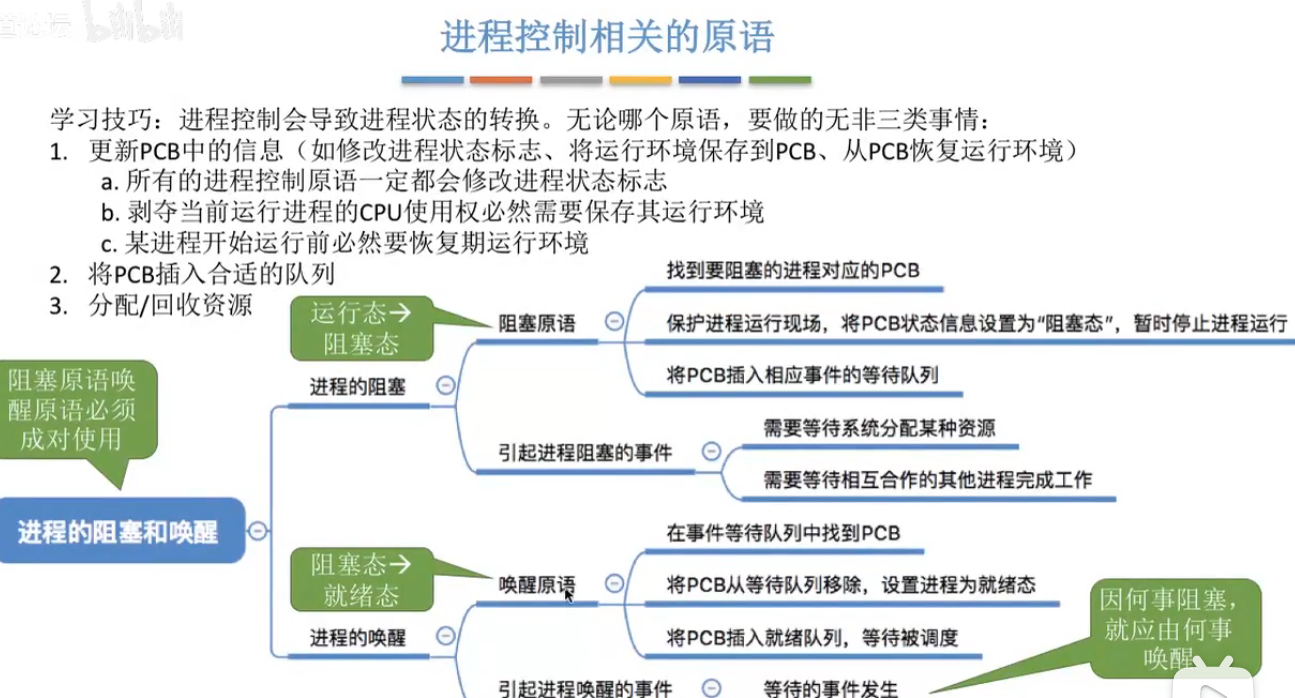 进程控制相关的原语
学习技巧：进程控制会导致进程状态的转换。无论哪个原语，要做的无非三类事情：
1. 更新PCB中的信息（如修改进程状态标志、将运行环境保存到PCB、从PCB恢复运行环境）
a. 所有的进程控制原语一定都会修改进程状态标志
b. 剥夺当前运行进程的CPU使用权必然需要保存其运行环境
c. 某进程开始运行前必然要恢复期运行环境
2. 将PCB插入合适的队列
3. 分配/回收资源
运行态→
阻塞态
阻塞原语
找到要阻塞的进程对应的PCB
保护进程运行现场，将PCB状态信息设置为“阻塞态”，暂时停止进程运行
将PCB插入相应事件的等待队列
进程的阻塞
引起进程阻塞的事件
需要等待系统分配某种资源
需要等待相互合作的其他进程完成工作
阻塞原语唤
醒原语必须
成对使用
进程的阻塞和唤醒
阻塞态→
就绪态
唤醒原语
在事件等待队列中找到PCB
将PCB从等待队列移除，设置进程为就绪态
将PCB插入就绪队列，等待被调度
进程的唤醒
引起进程唤醒的事件
等待的事件发生
因何事阻塞，
就应由何事
唤醒
bilibili